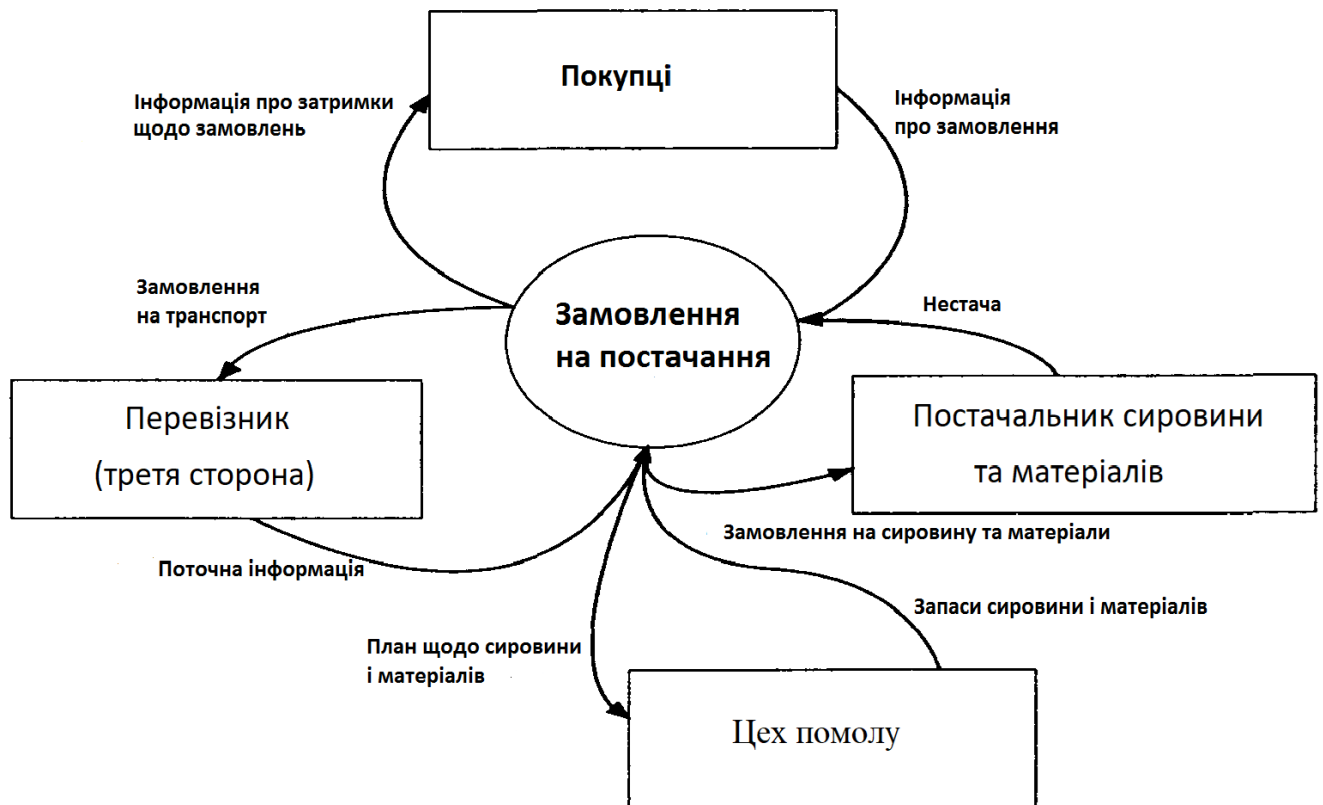 Покупці
Інформація про затримки
щодо замовлень
Інформація
про замовлення
Замовлення
на транспорт
Замовлення
на постачання
Нестача
Перевізник
(третя сторона)
Постачальник сировини
та матеріалів
Замовлення на сировину та матеріали
Поточна інформація
Запаси сировини і матеріалів
План щодо сировини
і матеріалів
Цех помолу